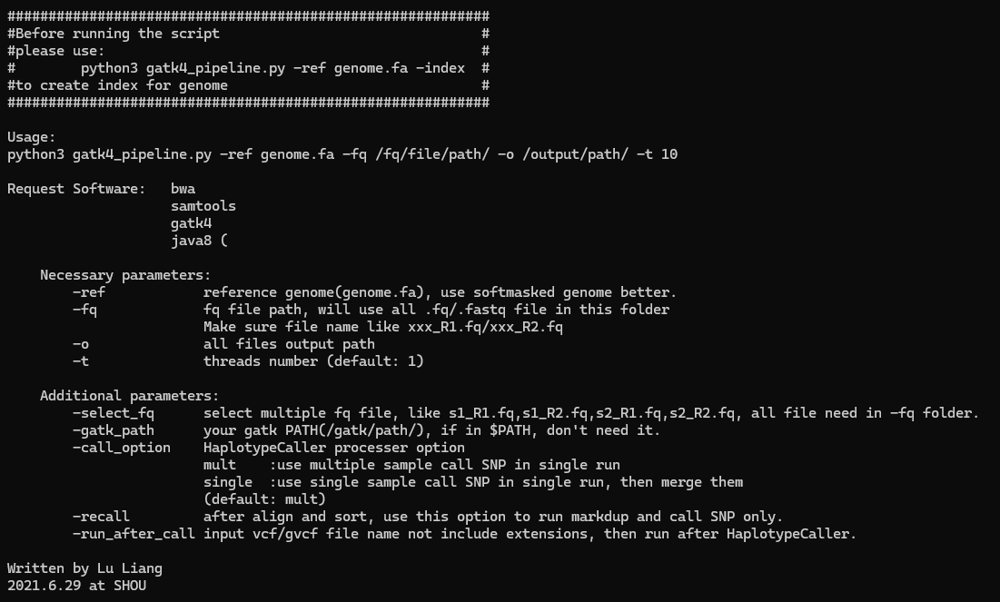 ###########################################################
#Before running the script                                #
#please use:                                              #
#        python3 gatk4_pipeline.py -ref genome.fa -index  #
#to create index for genome                               #
###########################################################

Usage:
python3 gatk4_pipeline.py -ref genome.fa -fq /fq/file/path/ -o /output/path/ -t 10

Request Software:   bwa
                    samtools
                    gatk4
                    java8 (

    Necessary parameters:
        -ref            reference genome(genome.fa), use softmasked genome better.
        -fq             fq file path, will use all .fq/.fastq file in this folder
                        Make sure file name like xxx_R1.fq/xxx_R2.fq
        -o              all files output path
        -t              threads number (default: 1)

    Additional parameters:
        -select_fq      select multiple fq file, like s1_R1.fq,s1_R2.fq,s2_R1.fq,s2_R2.fq, all file need in -fq folder.
        -gatk_path      your gatk PATH(/gatk/path/), if in $PATH, don't need it.
        -call_option    HaplotypeCaller processer option
                        mult    :use multiple sample call SNP in single run
                        single  :use single sample call SNP in single run, then merge them
                        (default: mult)
        -recall         after align and sort, use this option to run markdup and call SNP only.
        -run_after_call input vcf/gvcf file name not include extensions, then run after HaplotypeCaller.

Written by Lu Liang
2021.6.29 at SHOU